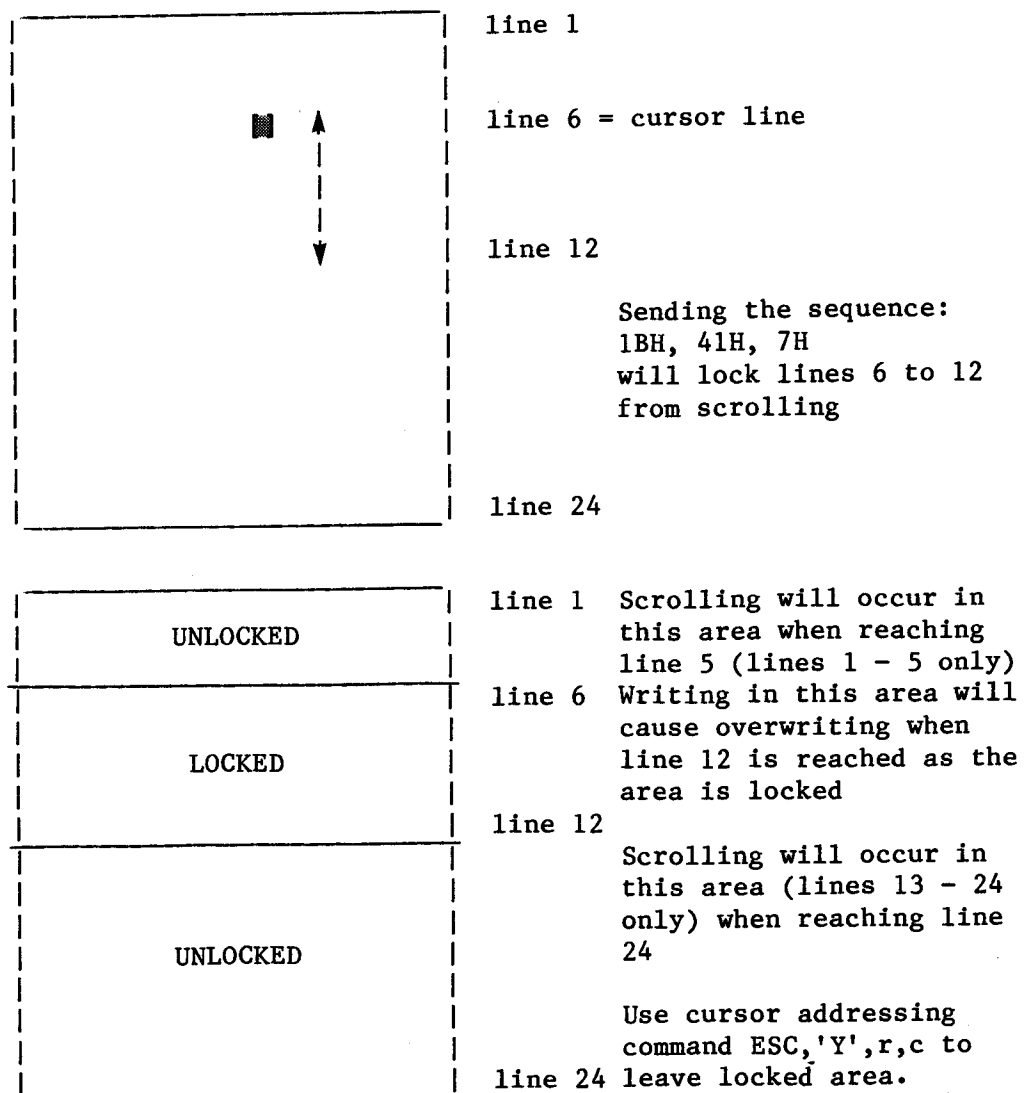 line 1
line 6 = cursor line
line 12
Sending the sequence:
1BH, 41H, 7H
will lock lines 6 to 12
from scrolling
line 24
line 1 Scrolling will occur in
UNLOCKED this area when reaching
line 5 (lines 1 - 5 only)
line 6 Writing in this area will
cause overwriting when
LOCKED line 12 is reached as the
area is locked
line 12
Scrolling will occur in
this area (lines 13 - 24
only) when reaching line
UNLOCKED 24
Use cursor addressing
command ESC,'Y',r,c to
line 24 leave locked area.